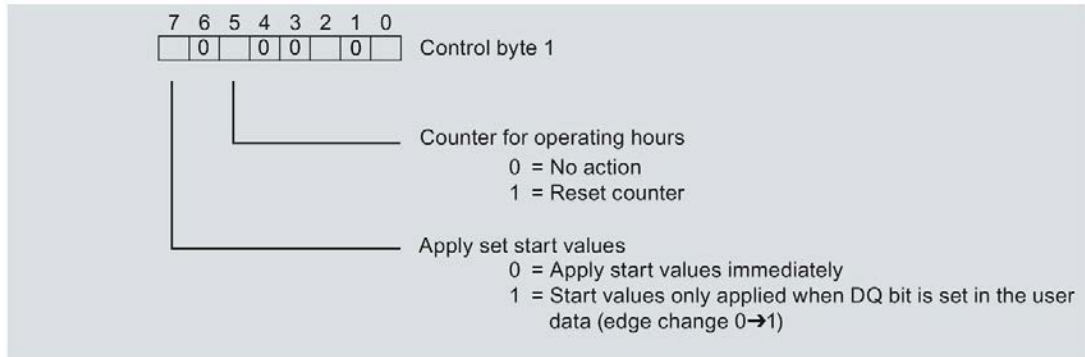 7 6 5 4 3 2 1 0
0 0 0 0 Control byte 1
Counter for operating hours
0 = No action
1 = Reset counter
Apply set start values
0 = Apply start values immediately
1 = Start values only applied when DQ bit is set in the user
data (edge change 0➔1)